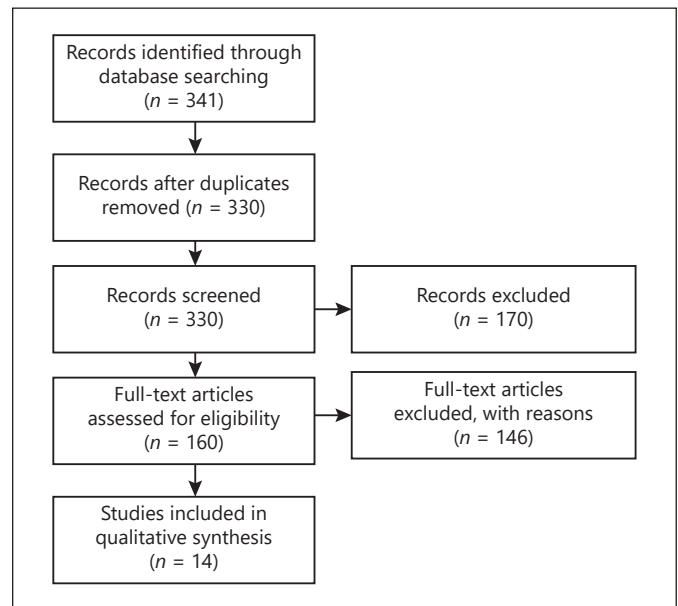 Records identified through
database searching
(n = 341)
Records after duplicates
removed (n = 330)
Records screened
(n = 330)
Records excluded
(n = 170)
Full-text articles
assessed for eligibility
(n = 160)
Full-text articles
excluded, with reasons
(n = 146)
Studies included in
qualitative synthesis
(n = 14)